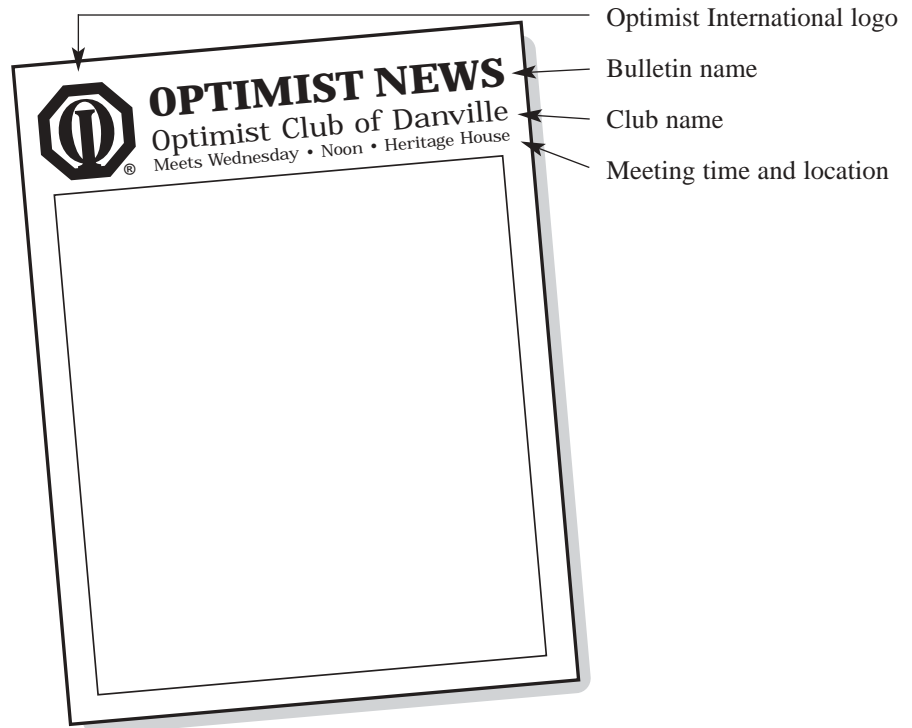 Optimist International logo
Bulletin name
Club name
Meeting time and location
OPTIMIST NEWS
Optimist Club of Danville
Meets Wednesday • Noon • Heritage House
OI
®